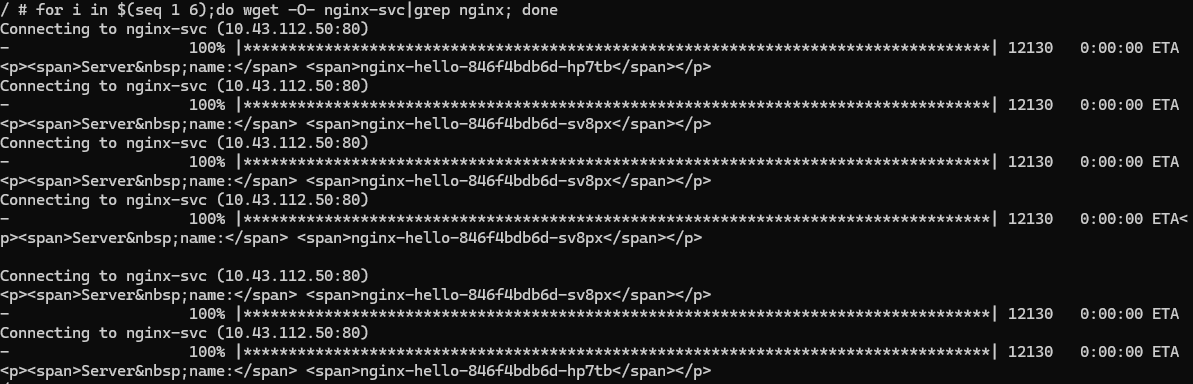 / # for i in $(seq 1 6);do wget -O- nginx-svc|grep nginx; done
Connecting to nginx-svc (10.43.112.50:80)
-                    100% |***********************************************************************************| 12130   0:00:00 ETA
<p><span>Server&nbsp;name:</span> <span>nginx-hello-846f4bdb6d-hp7tb</span></p>
Connecting to nginx-svc (10.43.112.50:80)
-                    100% |***********************************************************************************| 12130   0:00:00 ETA
<p><span>Server&nbsp;name:</span> <span>nginx-hello-846f4bdb6d-sv8px</span></p>
Connecting to nginx-svc (10.43.112.50:80)
-                    100% |***********************************************************************************| 12130   0:00:00 ETA
<p><span>Server&nbsp;name:</span> <span>nginx-hello-846f4bdb6d-sv8px</span></p>
Connecting to nginx-svc (10.43.112.50:80)
-                    100% |***********************************************************************************| 12130   0:00:00 ETA<
p><span>Server&nbsp;name:</span> <span>nginx-hello-846f4bdb6d-sv8px</span></p>

Connecting to nginx-svc (10.43.112.50:80)
<p><span>Server&nbsp;name:</span> <span>nginx-hello-846f4bdb6d-sv8px</span></p>
-                    100% |***********************************************************************************| 12130   0:00:00 ETA
Connecting to nginx-svc (10.43.112.50:80)
-                    100% |***********************************************************************************| 12130   0:00:00 ETA
<p><span>Server&nbsp;name:</span> <span>nginx-hello-846f4bdb6d-hp7tb</span></p>